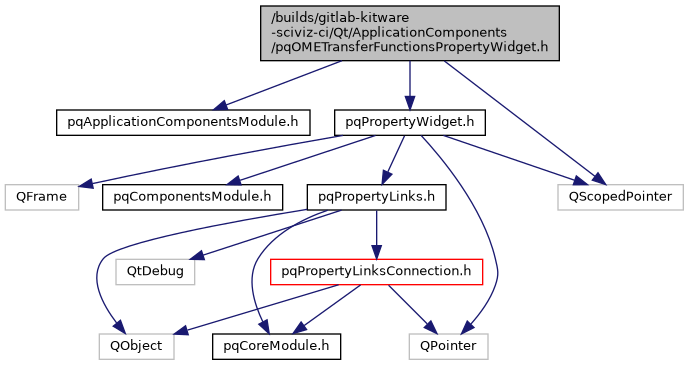 /builds/gitlab-kitware
-sciviz-ci/Qt/ApplicationComponents
/pqOMETransferFunctionsPropertyWidget.h
pqApplicationComponentsModule.h
pqPropertyWidget.h
QFrame
pqComponentsModule.h
pqPropertyLinks.h
QScopedPointer
QtDebug
pqPropertyLinksConnection.h
QObject
pqCoreModule.h
QPointer